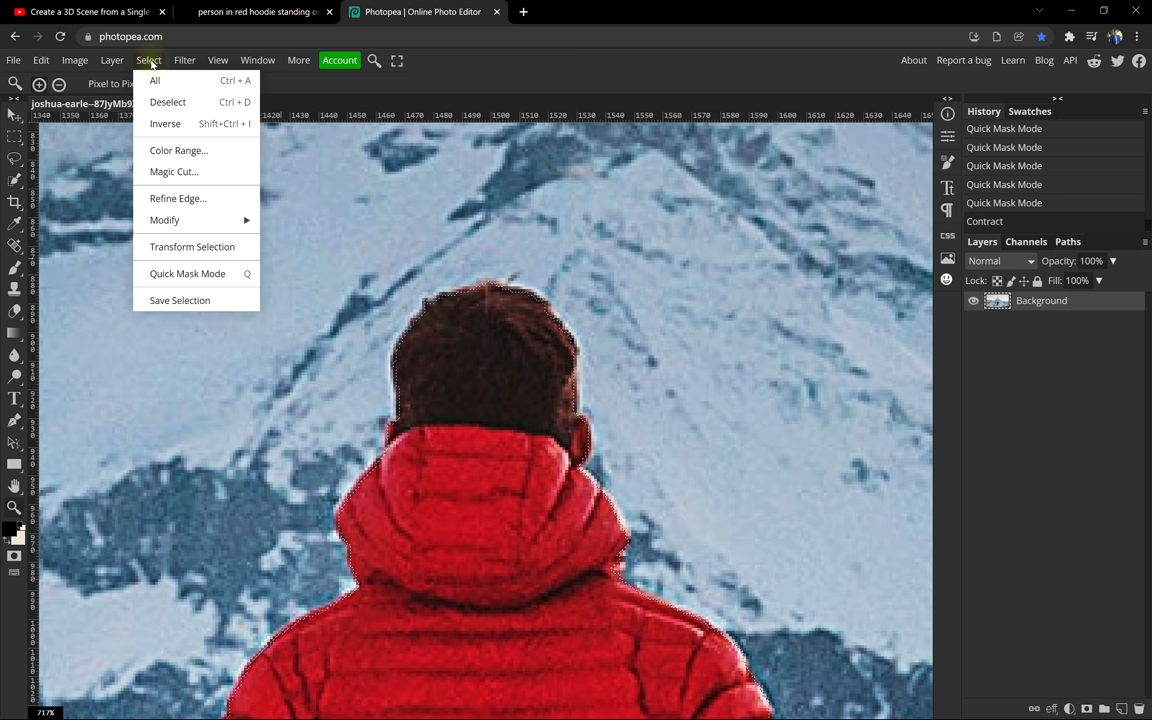 Create a 3D Scene from a Single
person in red hoodie standing o
Photopea | Online Photo Editor
photopea.com
File Edit Image Layer Select Filter View Window More Account
About Report a bug Learn Blog API
Pixel to Pix
joshua-earle--87JyMb9
1340 1350 1360 137
1420 1430 1440 1450 1460 1470 1480 1490 1500 1510 1520 1530 1540 1550 1560 1570 1580 1590 1600 1610 1620 1630 1640
All Ctrl + A
Deselect Ctrl + D
Inverse Shift+Ctrl + I
Color Range...
Magic Cut...
Refine Edge...
Modify
Transform Selection
Quick Mask Mode Q
Save Selection
History Swatches
Quick Mask Mode
Quick Mask Mode
Quick Mask Mode
Quick Mask Mode
Quick Mask Mode
Contract
CSS
Layers Channels Paths
Normal Opacity: 100%
Lock: Fill: 100%
Background
eff
717%